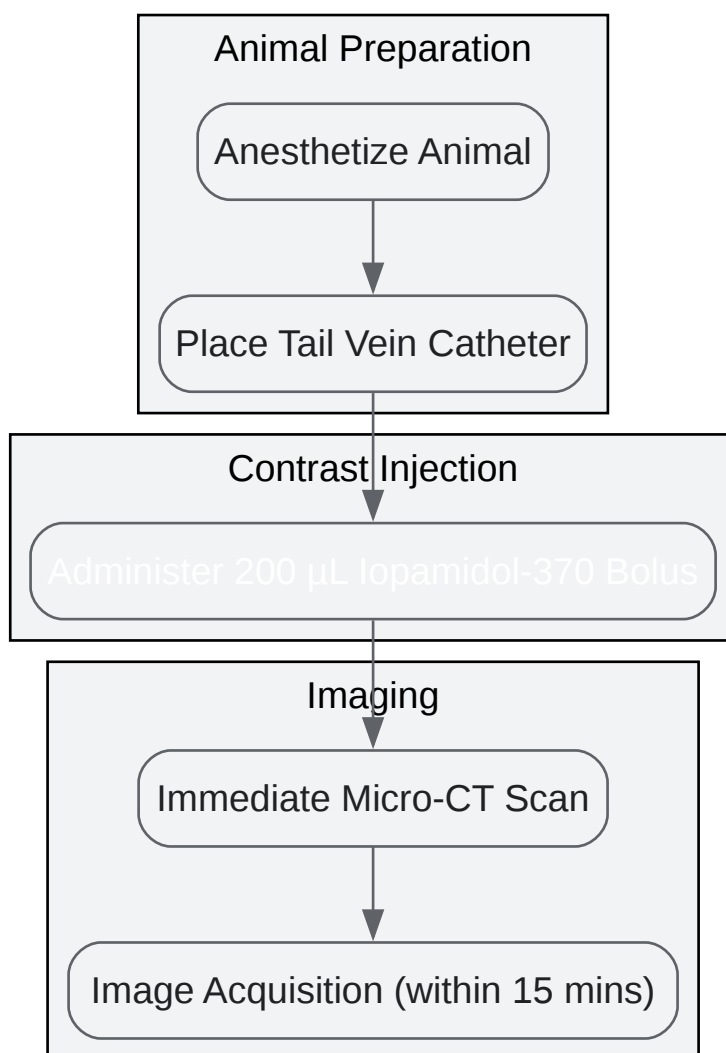 Animal Preparation
Anesthetize Animal
Place Tail Vein Catheter
Contrast Injection
Administer 200 µL Iopamidol-370 Bolus
Imaging
Immediate Micro-CT Scan
Image Acquisition (within 15 mins)